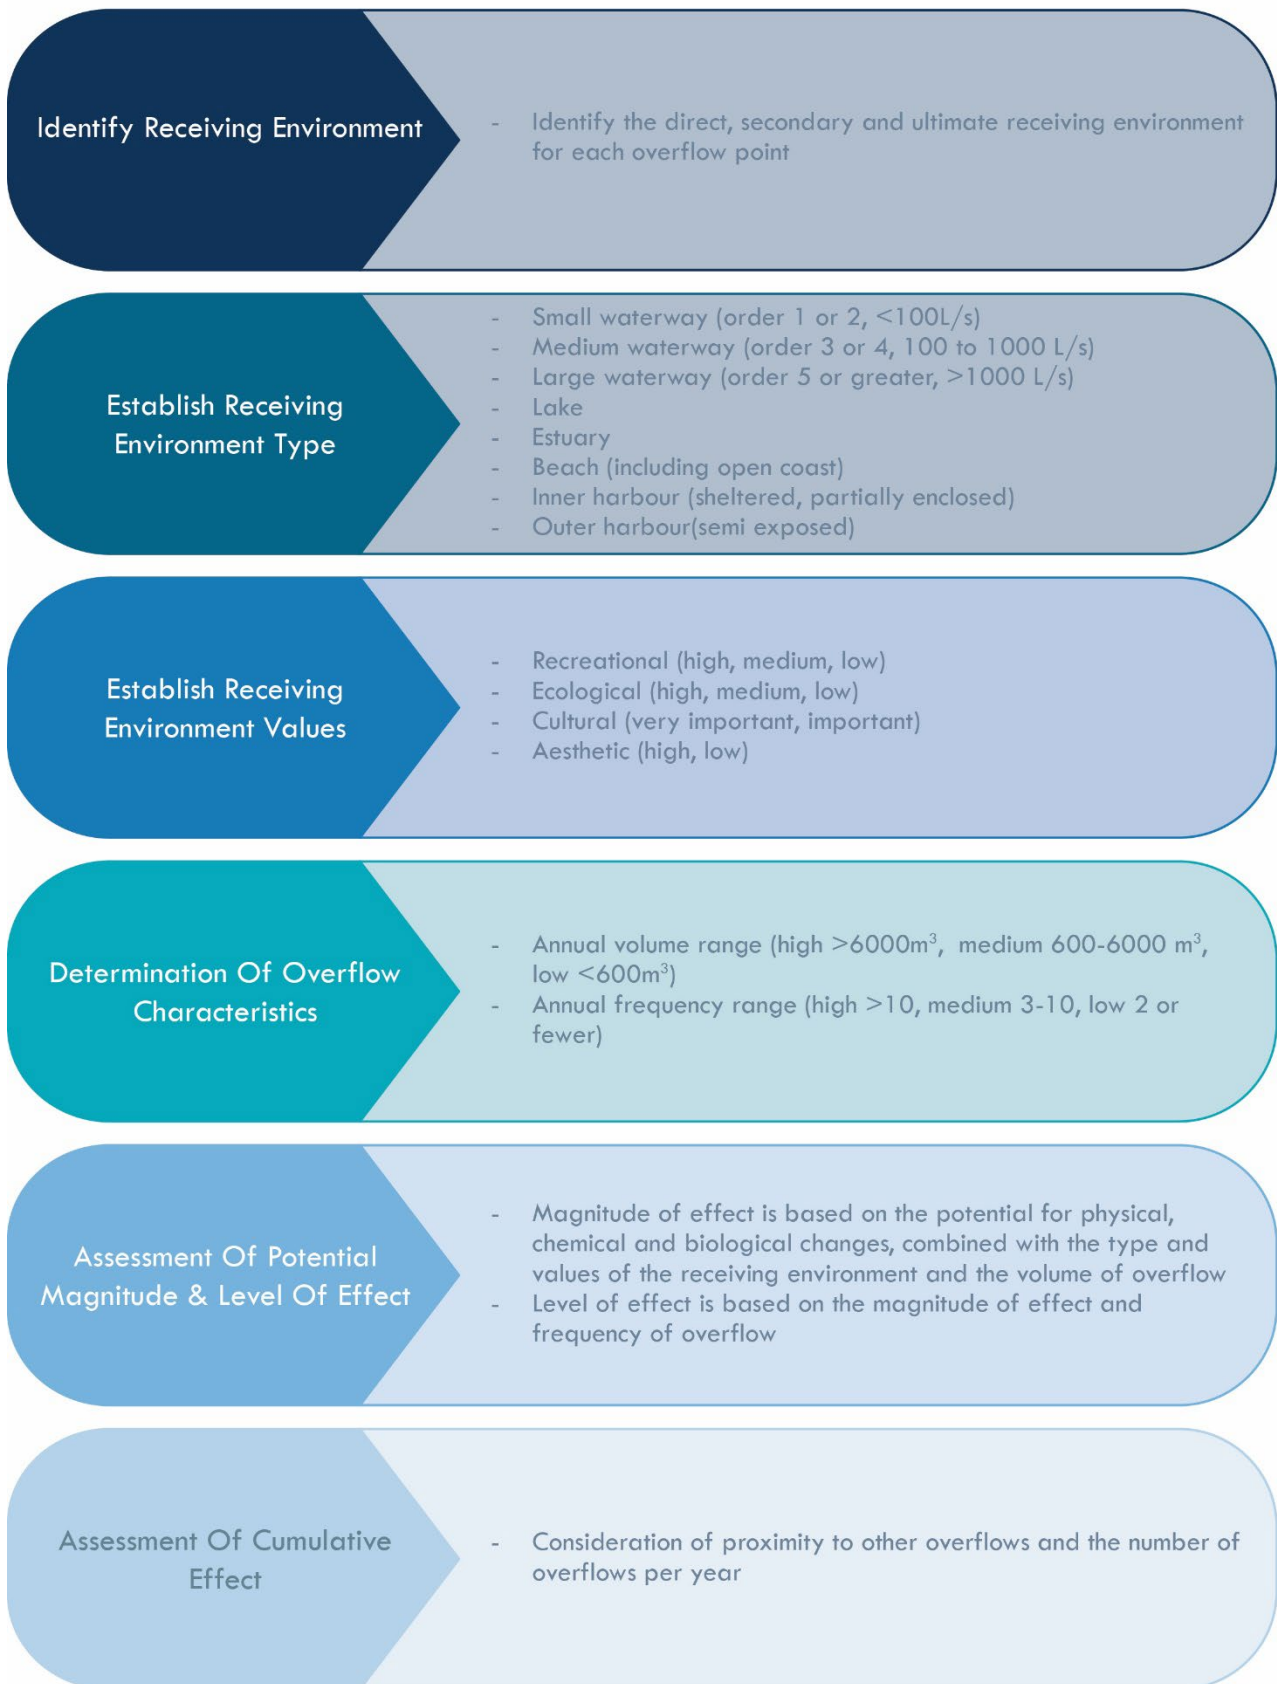 Identify Receiving Environment
- Identify the direct, secondary and ultimate receiving environment
for each overflow point
Establish Receiving
Environment Type
- Small waterway (order 1 or 2, <100L/s)
- Medium waterway (order 3 or 4, 100 to 1000 L/s)
- Large waterway (order 5 or greater, >1000 L/s)
- Lake
- Estuary
- Beach (including open coast)
- Inner harbour (sheltered, partially enclosed)
- Outer harbour(semi exposed)
Establish Receiving
Environment Values
- Recreational (high, medium, low)
- Ecological (high, medium, low)
- Cultural (very important, important)
- Aesthetic (high, low)
Determination Of Overflow
Characteristics
- Annual volume range (high >6000m³, medium 600-6000 m³,
low <600m³)
- Annual frequency range (high >10, medium 3-10, low 2 or
fewer)
Assessment Of Potential
Magnitude & Level Of Effect
- Magnitude of effect is based on the potential for physical,
chemical and biological changes, combined with the type and
values of the receiving environment and the volume of overflow
- Level of effect is based on the magnitude of effect and
frequency of overflow
Assessment Of Cumulative
Effect
- Consideration of proximity to other overflows and the number of
overflows per year